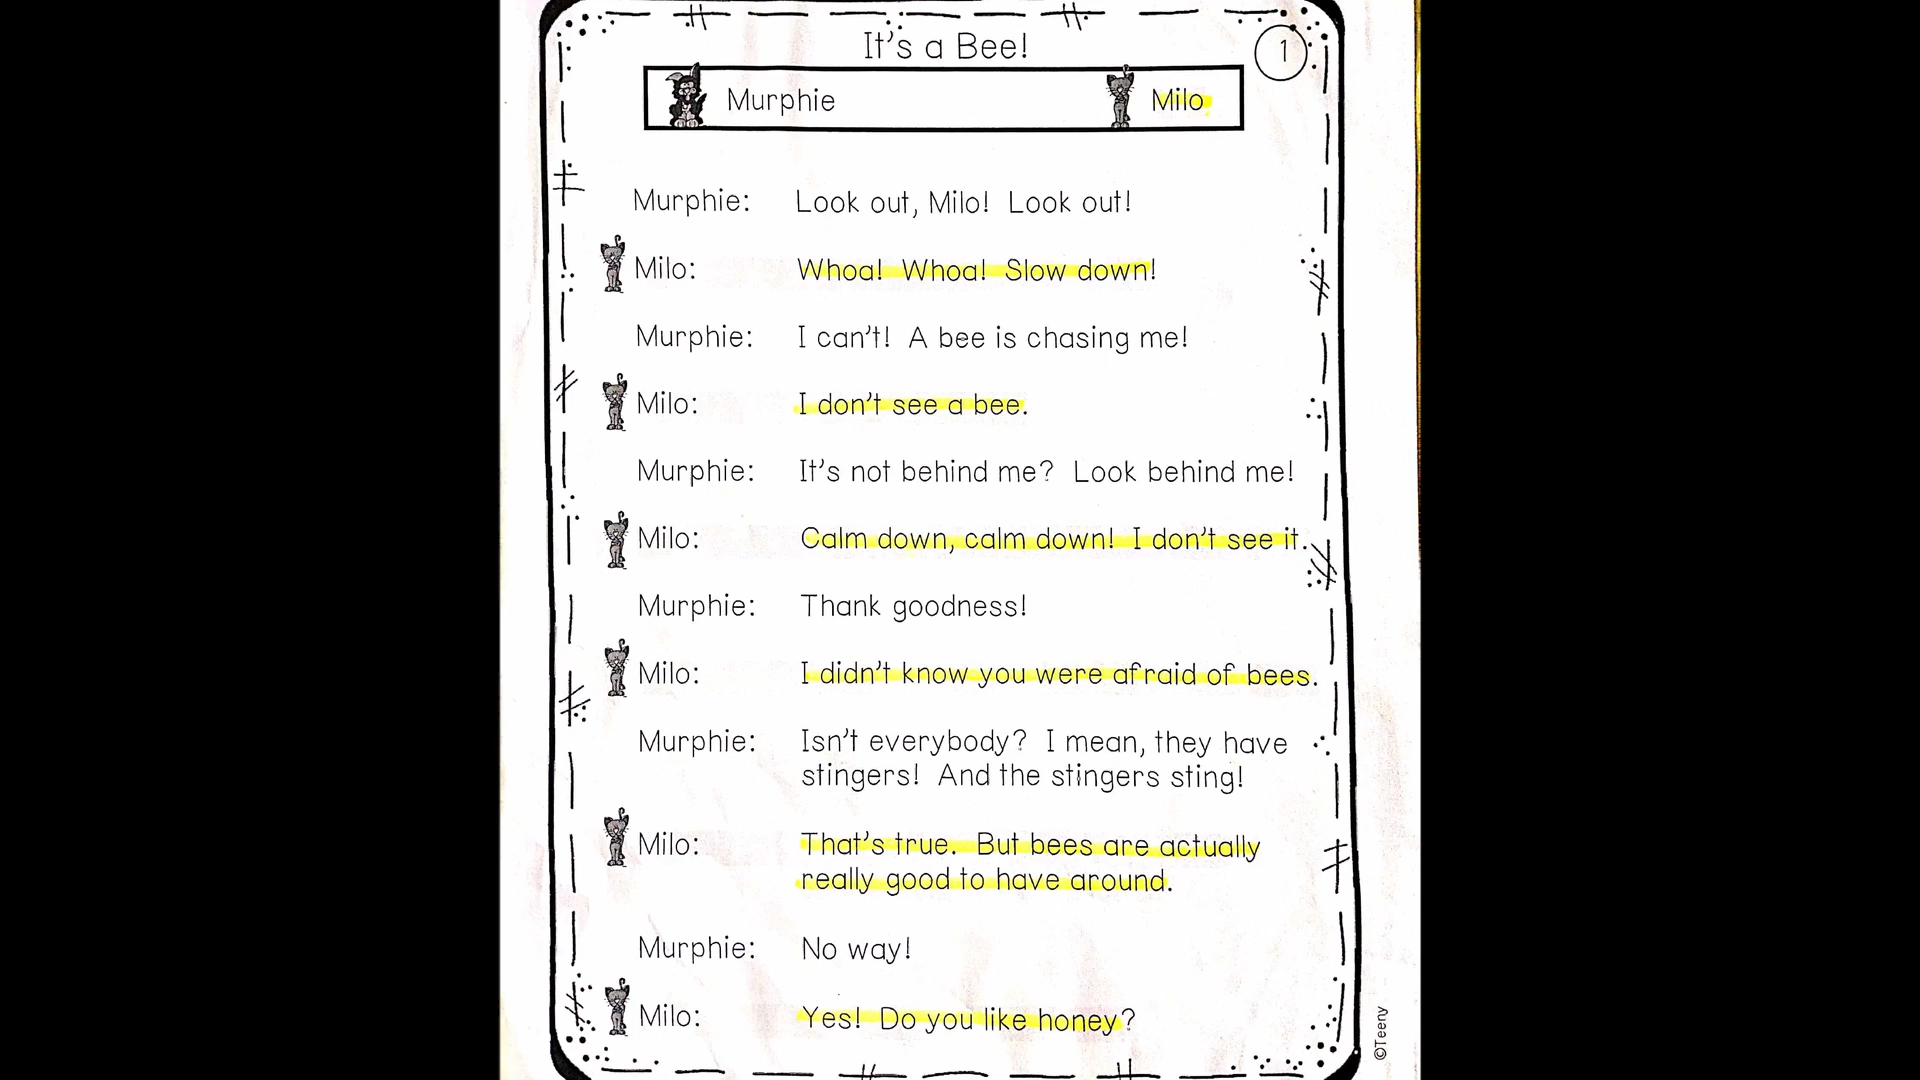 It's a Bee!
1
Murphie Milo
Murphie: Look out, Milo! Look out!
Milo: Whoa! Whoa! Slow down!
Murphie: I can't! A bee is chasing me!
Milo: I don't see a bee.
Murphie: It's not behind me? Look behind me!
Milo: Calm down, calm down! I don't see it.
Murphie: Thank goodness!
Milo: I didn't know you were afraid of bees.
Murphie: Isn't everybody? I mean, they have
stingers! And the stingers sting!
Milo: That's true. But bees are actually
really good to have around.
Murphie: No way!
Milo: Yes! Do you like honey?
©Teeny